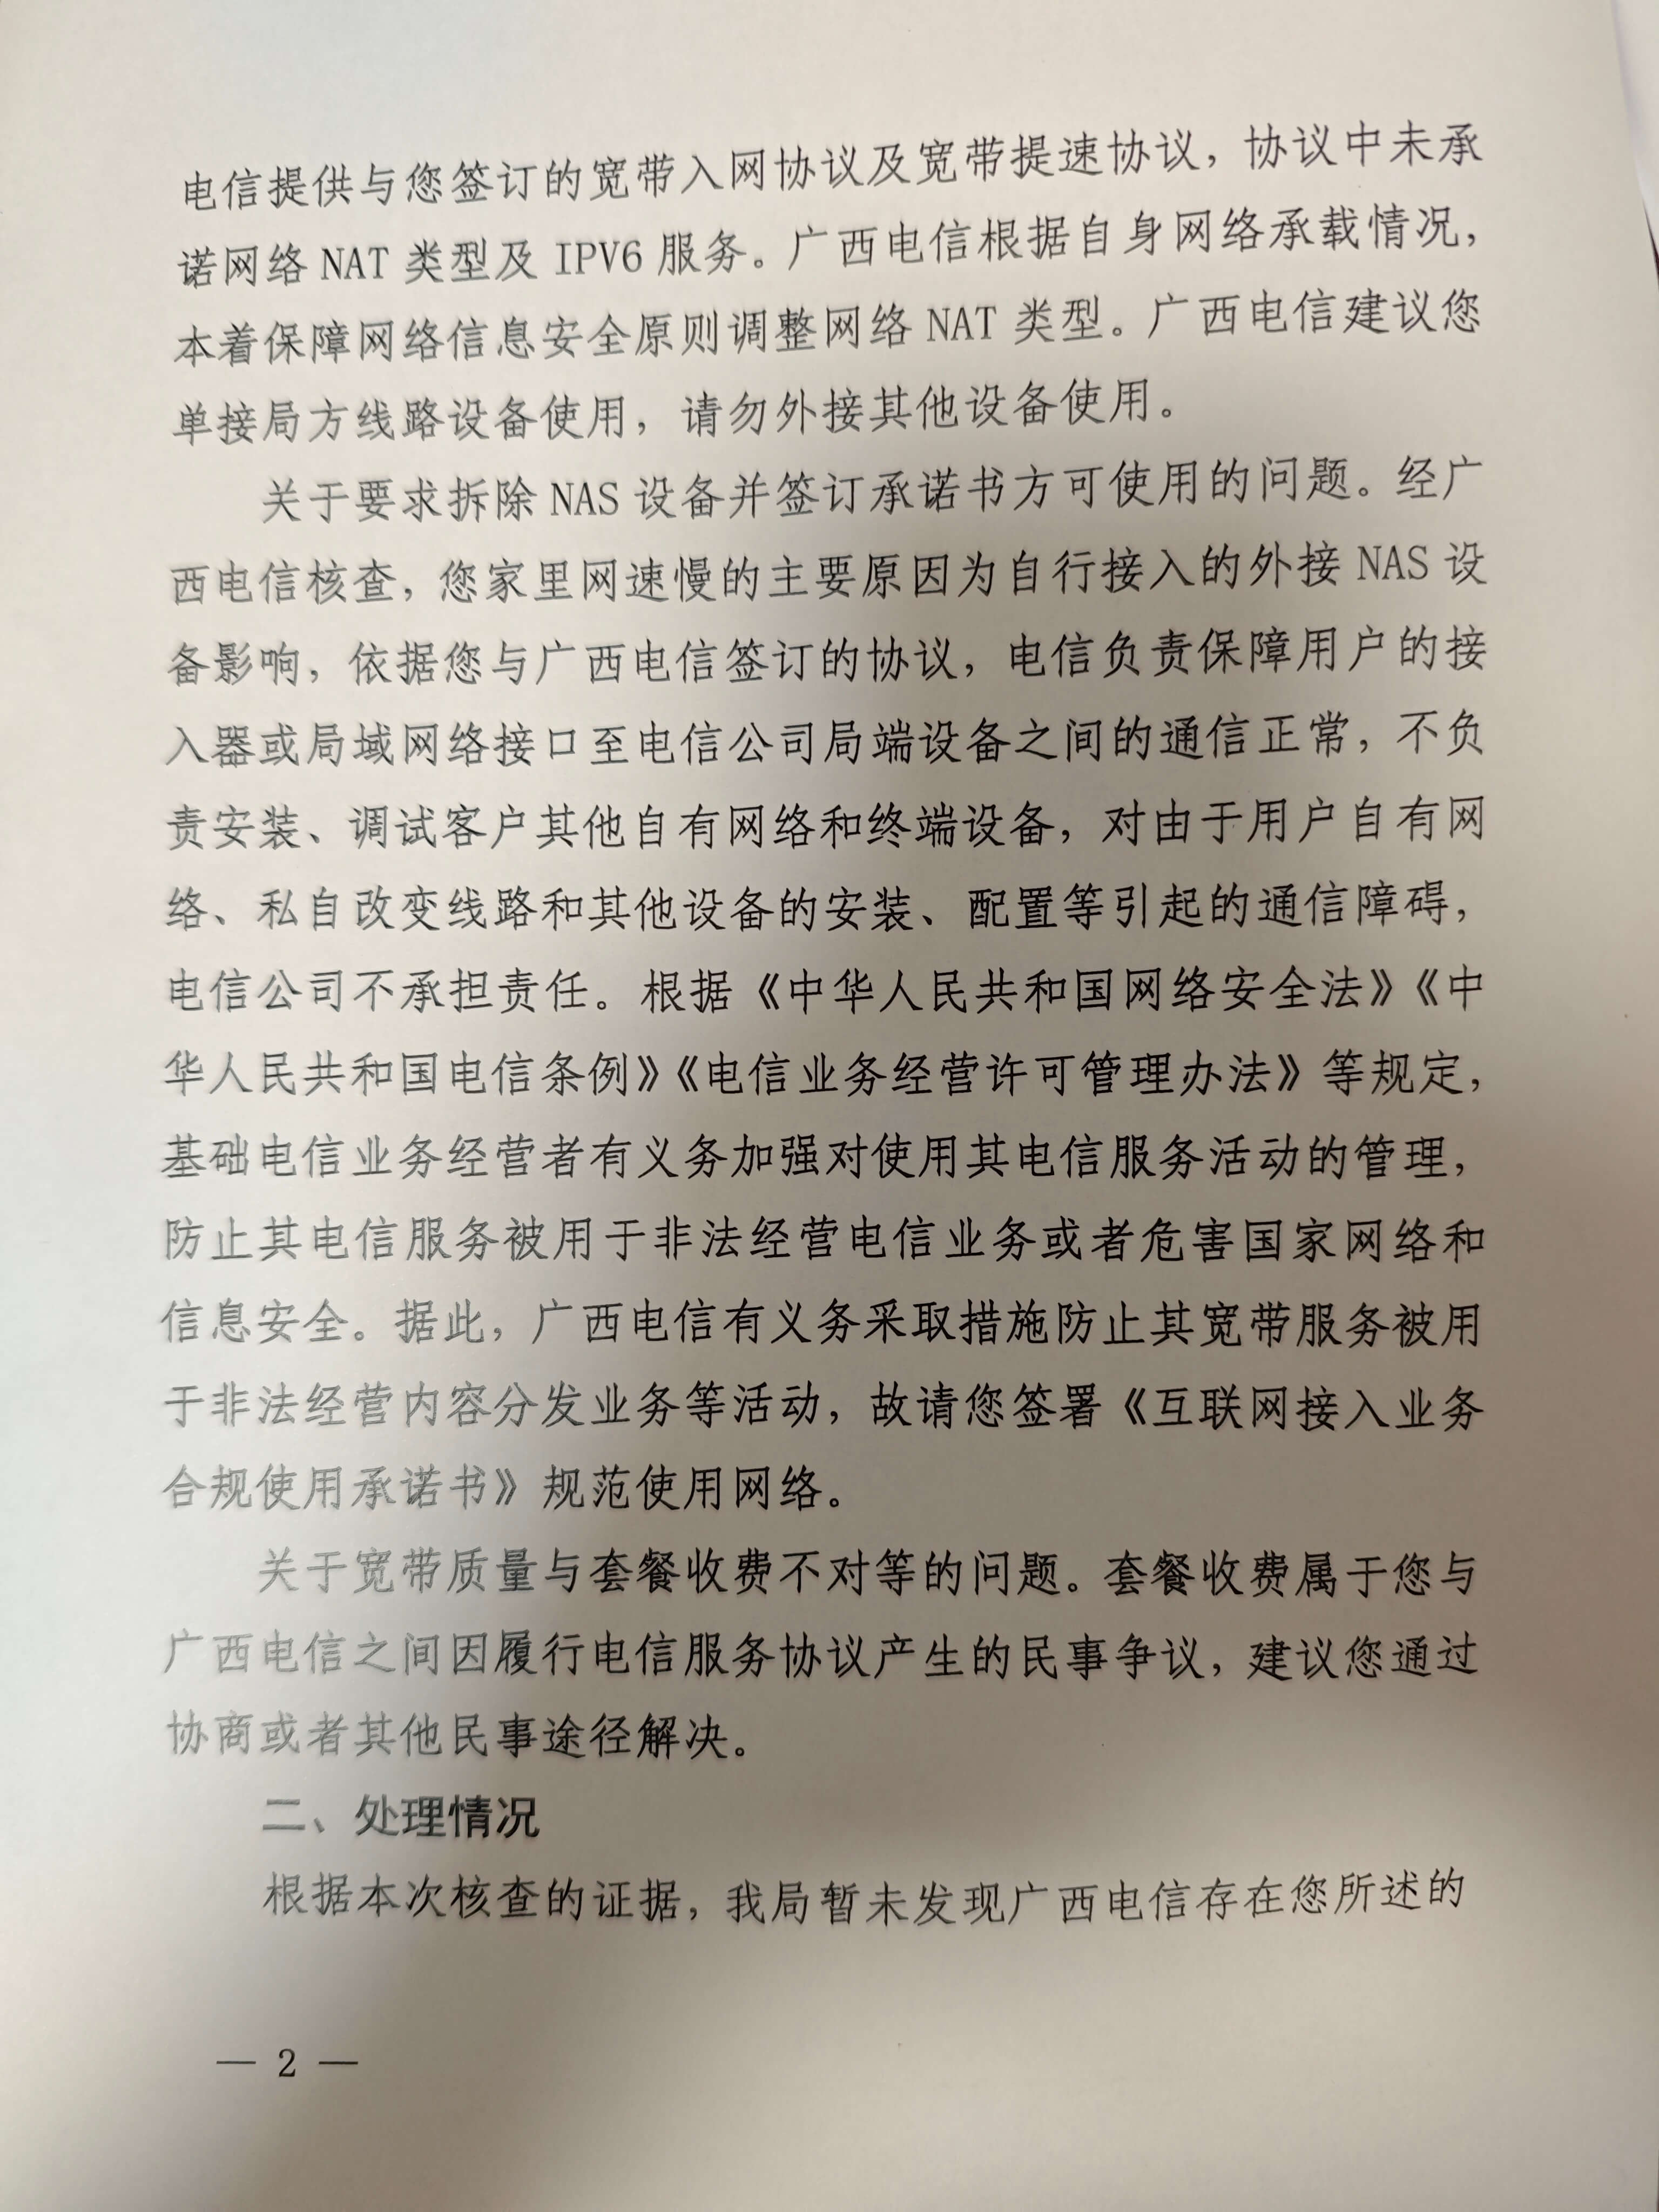 电信提供与您签订的宽带入网协议及宽带提速协议，协议中未承
诺网络 NAT 类型及 IPV6 服务。广西电信根据自身网络承载情况，
本着保障网络信息安全原则调整网络 NAT 类型。广西电信建议您
单接局方线路设备使用，请勿外接其他设备使用。
关于要求拆除 NAS 设备并签订承诺书方可使用的问题。经广
西电信核查，您家里网速慢的主要原因为自行接入的外接 NAS 设
备影响，依据您与广西电信签订的协议，电信负责保障用户的接
入器或局域网络接口至电信公司局端设备之间的通信正常，不负
责安装、调试客户其他自有网络和终端设备，对由于用户自有网
络、私自改变线路和其他设备的安装、配置等引起的通信障碍，
电信公司不承担责任。根据《中华人民共和国网络安全法》《中
华人民共和国电信条例》《电信业务经营许可管理办法》等规定，
基础电信业务经营者有义务加强对使用其电信服务活动的管理，
防止其电信服务被用于非法经营电信业务或者危害国家网络和
信息安全。据此，广西电信有义务采取措施防止其宽带服务被用
于非法经营内容分发业务等活动，故请您签署《互联网接入业务
合规使用承诺书》规范使用网络。
关于宽带质量与套餐收费不对等的问题。套餐收费属于您与
广西电信之间因履行电信服务协议产生的民事争议，建议您通过
协商或者其他民事途径解决。
二、处理情况
根据本次核查的证据，我局暂未发现广西电信存在您所述的
— 2 —